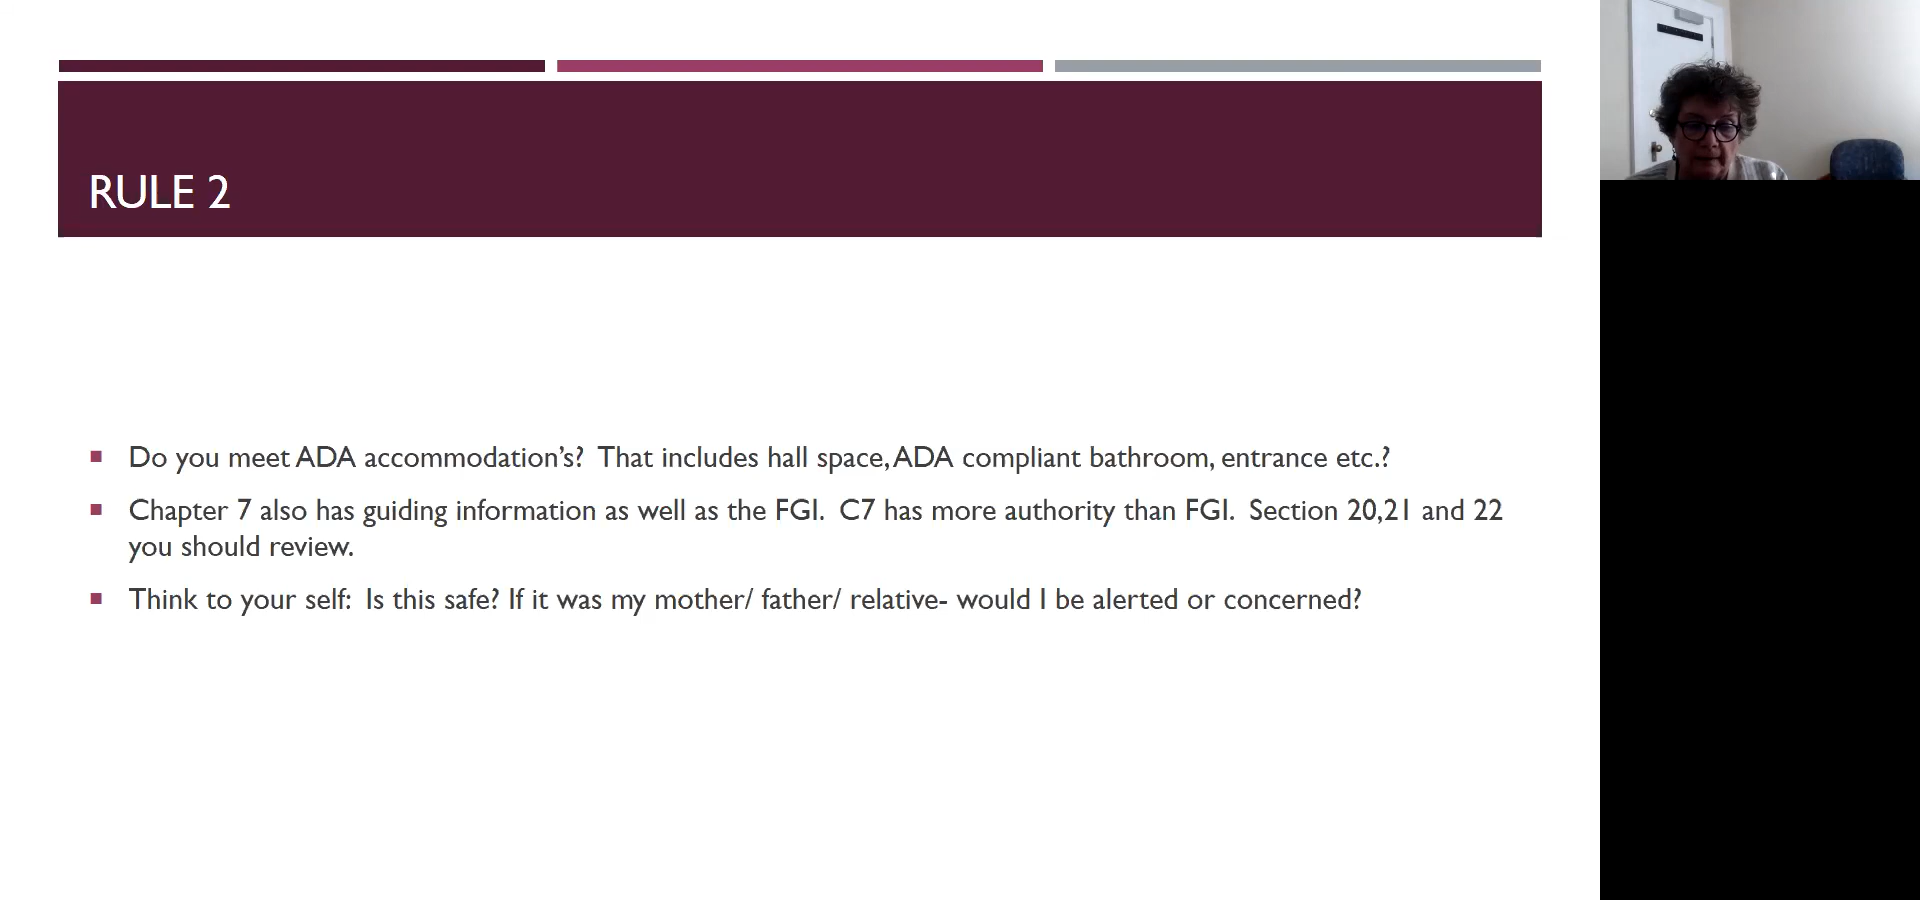 RULE 2
Do you meet ADA accommodation's?  That includes hall space, ADA compliant bathroom, entrance etc.?
Chapter 7 also has guiding information as well as the FGI.  C7 has more authority than FGI.  Section 20,21 and 22
you should review.
Think to your self:  Is this safe? If it was my mother/ father/ relative- would I be alerted or concerned?